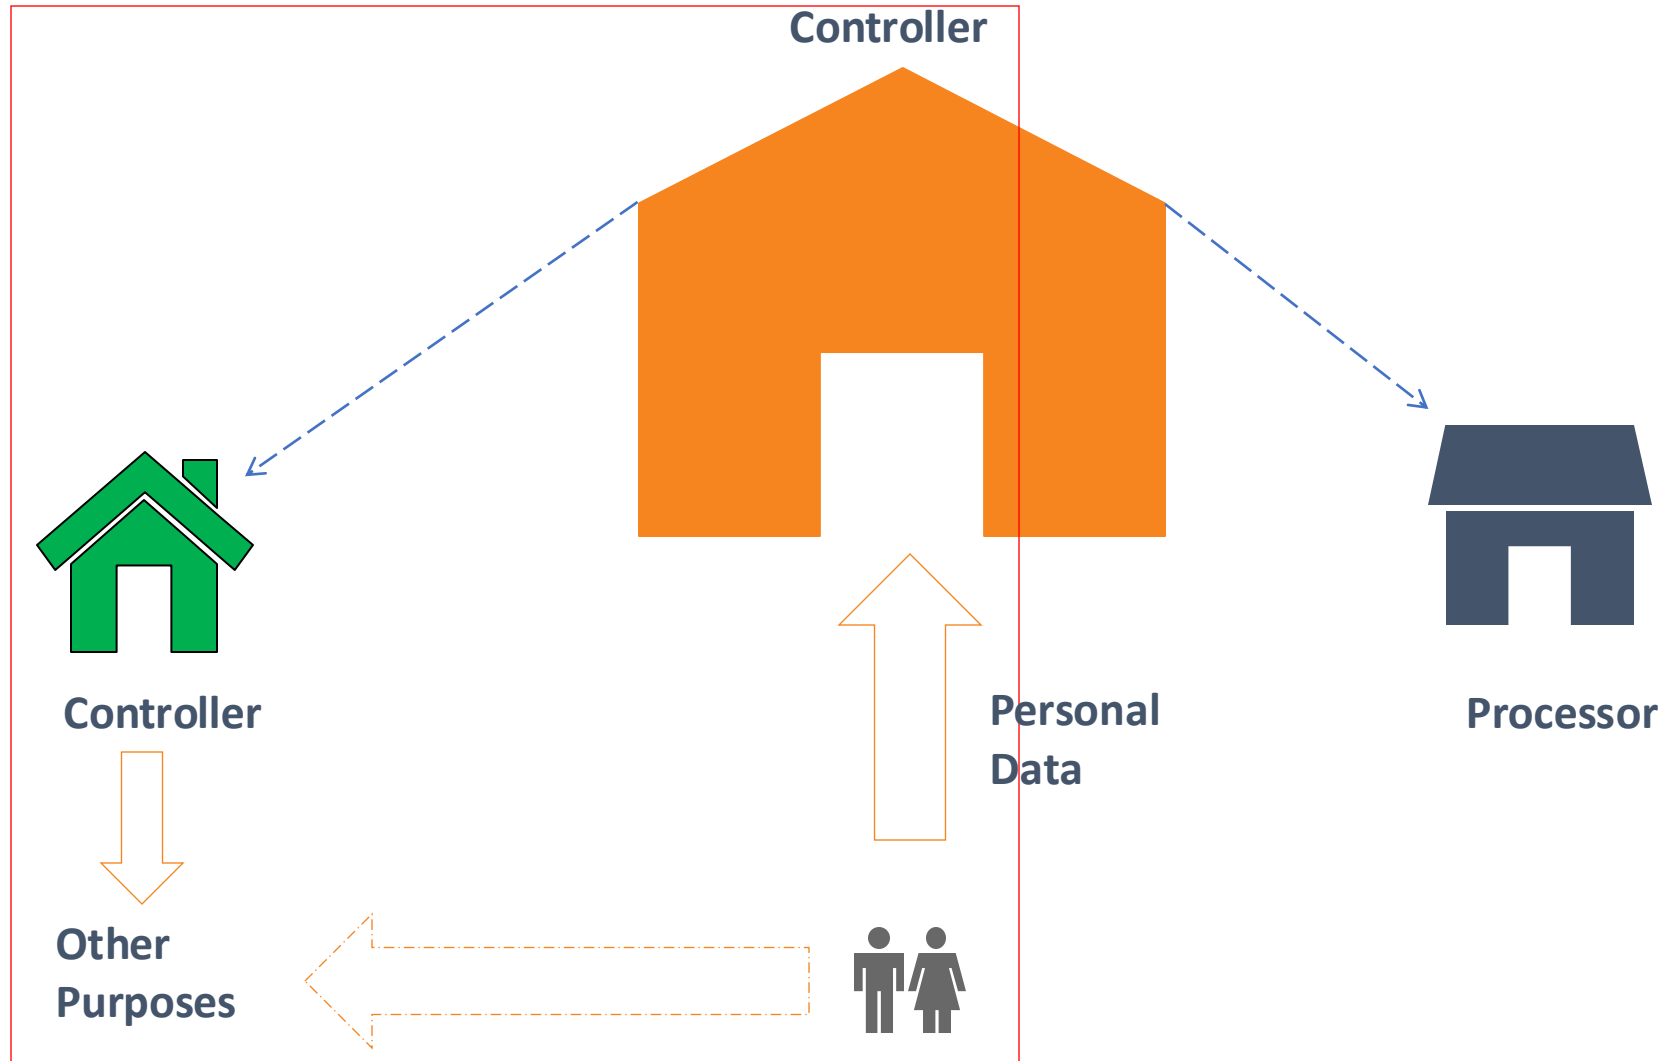 Controller
Controller
Personal
Data
Processor
Other
Purposes